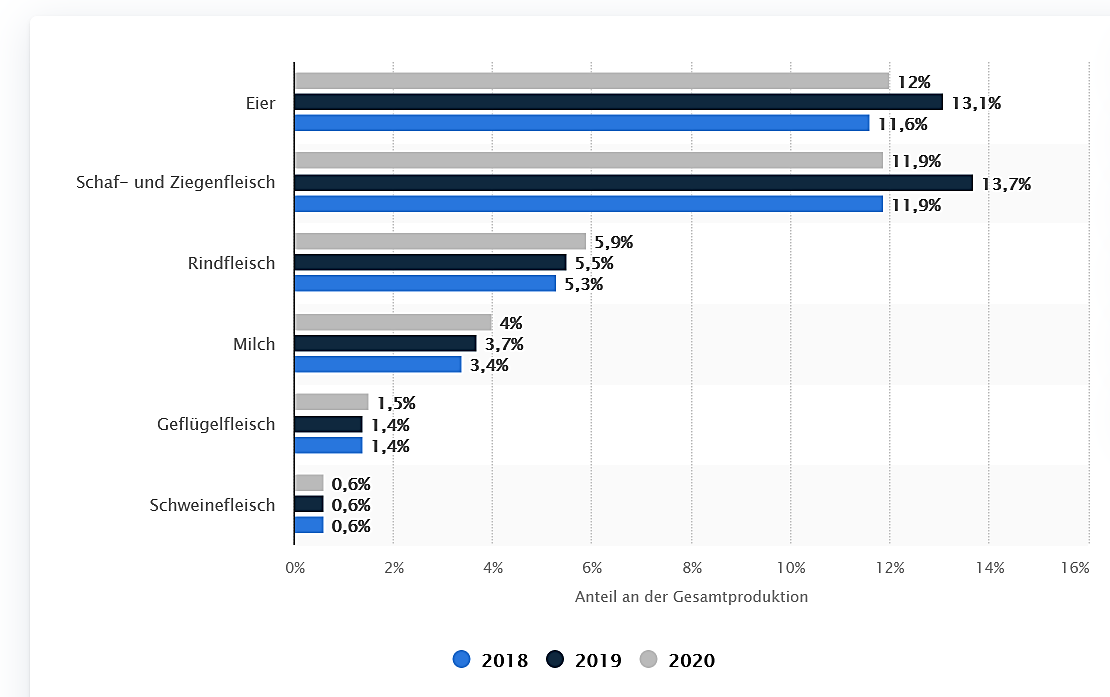 Eier
12%
13,1%
11,6%
Schaf- und Ziegenfleisch
11,9%
13,7%
11,9%
Rindfleisch
5,9%
5,5%
5,3%
Milch
4%
3,7%
3,4%
Geflügelfleisch
1,5%
1,4%
1,4%
Schweinefleisch
0,6%
0,6%
0,6%
0% 2% 4% 6% 8% 10% 12% 14% 16%
Anteil an der Gesamtproduktion
2018 2019 2020